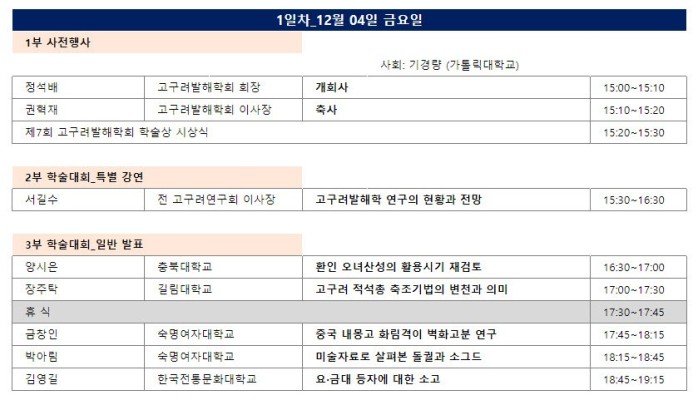 1일차_12월 04일 금요일
1부 사전행사
사회: 기경량 (가톨릭대학교)
정석배 고구려발해학회 회장 개회사 15:00~15:10
권혁재 고구려발해학회 이사장 축사 15:10~15:20
제7회 고구려발해학회 학술상 시상식 15:20~15:30
2부 학술대회_특별 강연
서길수 전 고구려연구회 이사장 고구려발해학 연구의 현황과 전망 15:30~16:30
3부 학술대회_일반 발표
양시은 충북대학교 환인 오녀산성의 활용시기 재검토 16:30~17:00
장주탁 길림대학교 고구려 적석총 축조기법의 변천과 의미 17:00~17:30
휴 식 17:30~17:45
금창인 숙명여자대학교 중국 내몽고 화림격이 벽화고분 연구 17:45~18:15
박아림 숙명여자대학교 미술자료로 살펴본 돌궐과 소그드 18:15~18:45
김영길 한국전통문화대학교 요·금대 등자에 대한 소고 18:45~19:15